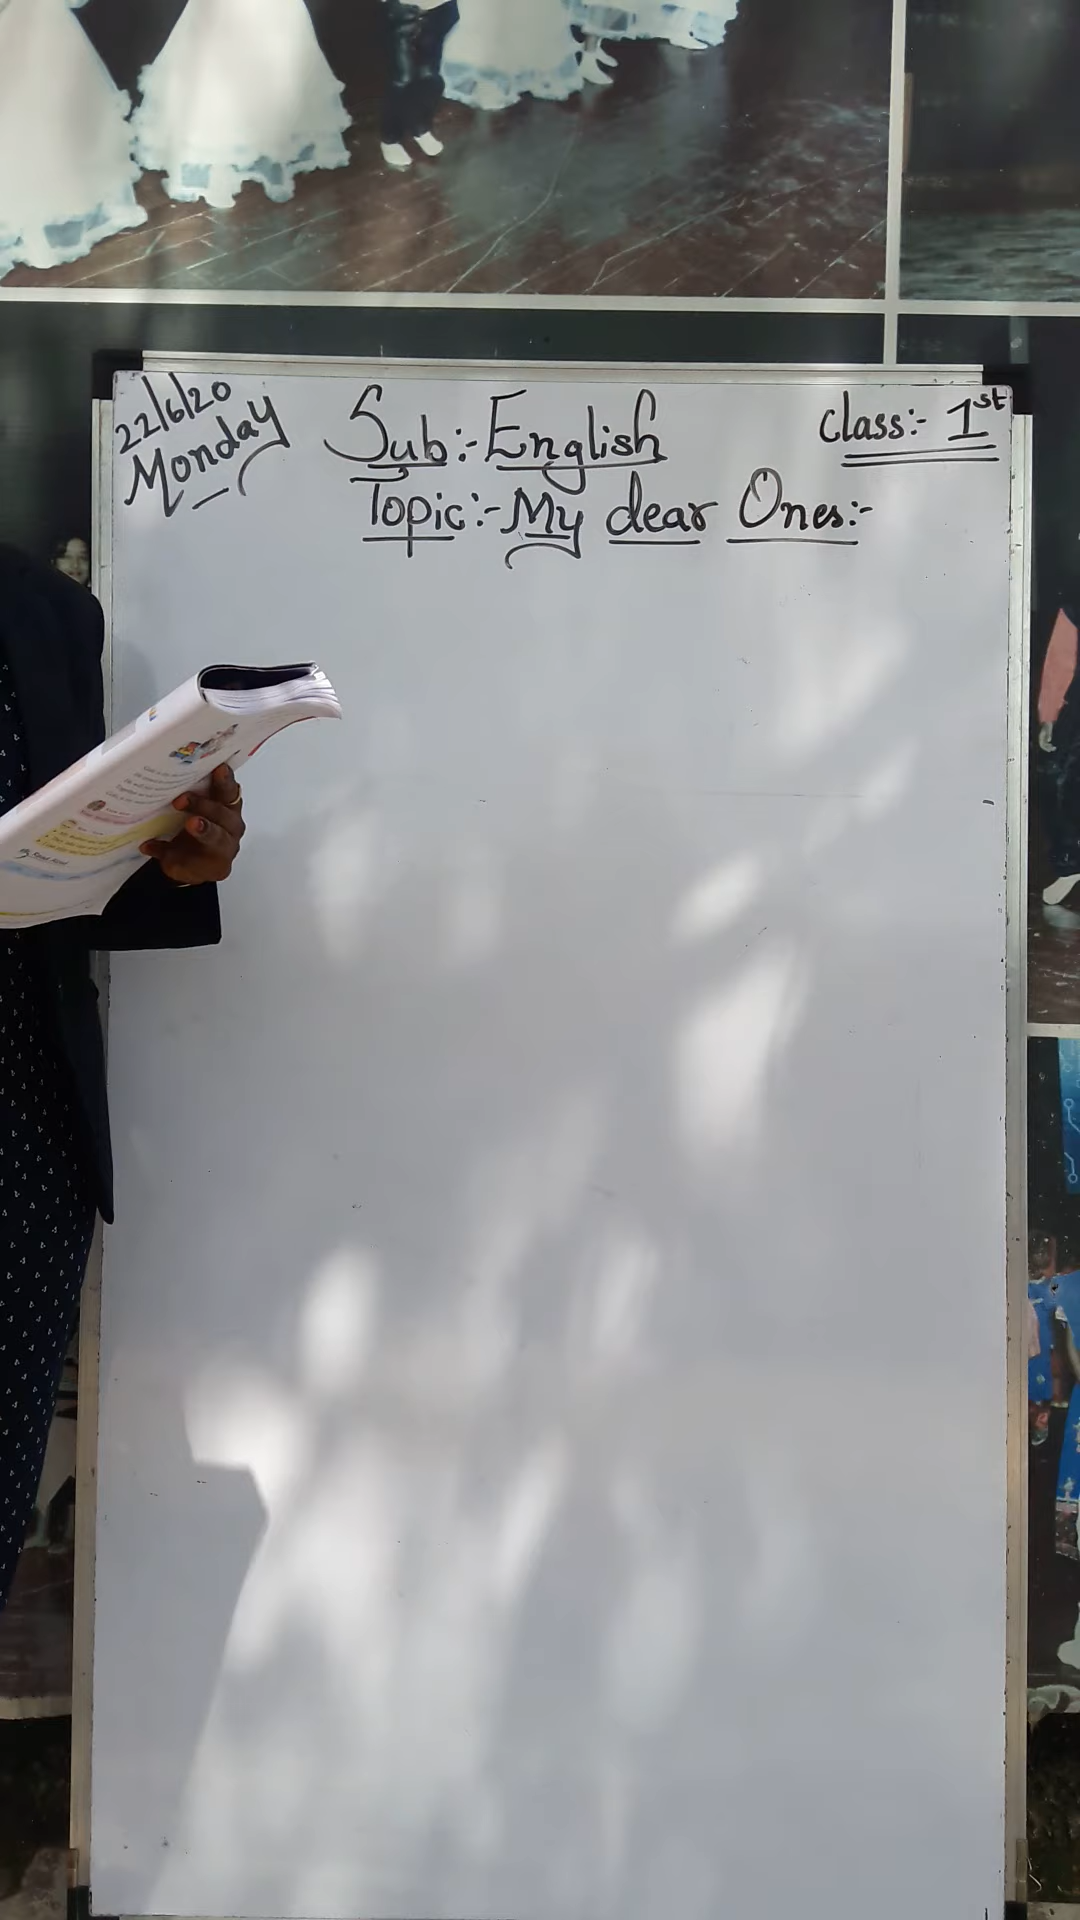 22/6/20
Monday
Sub:- English
Class:- 1st
Topic:- My dear Ones:-